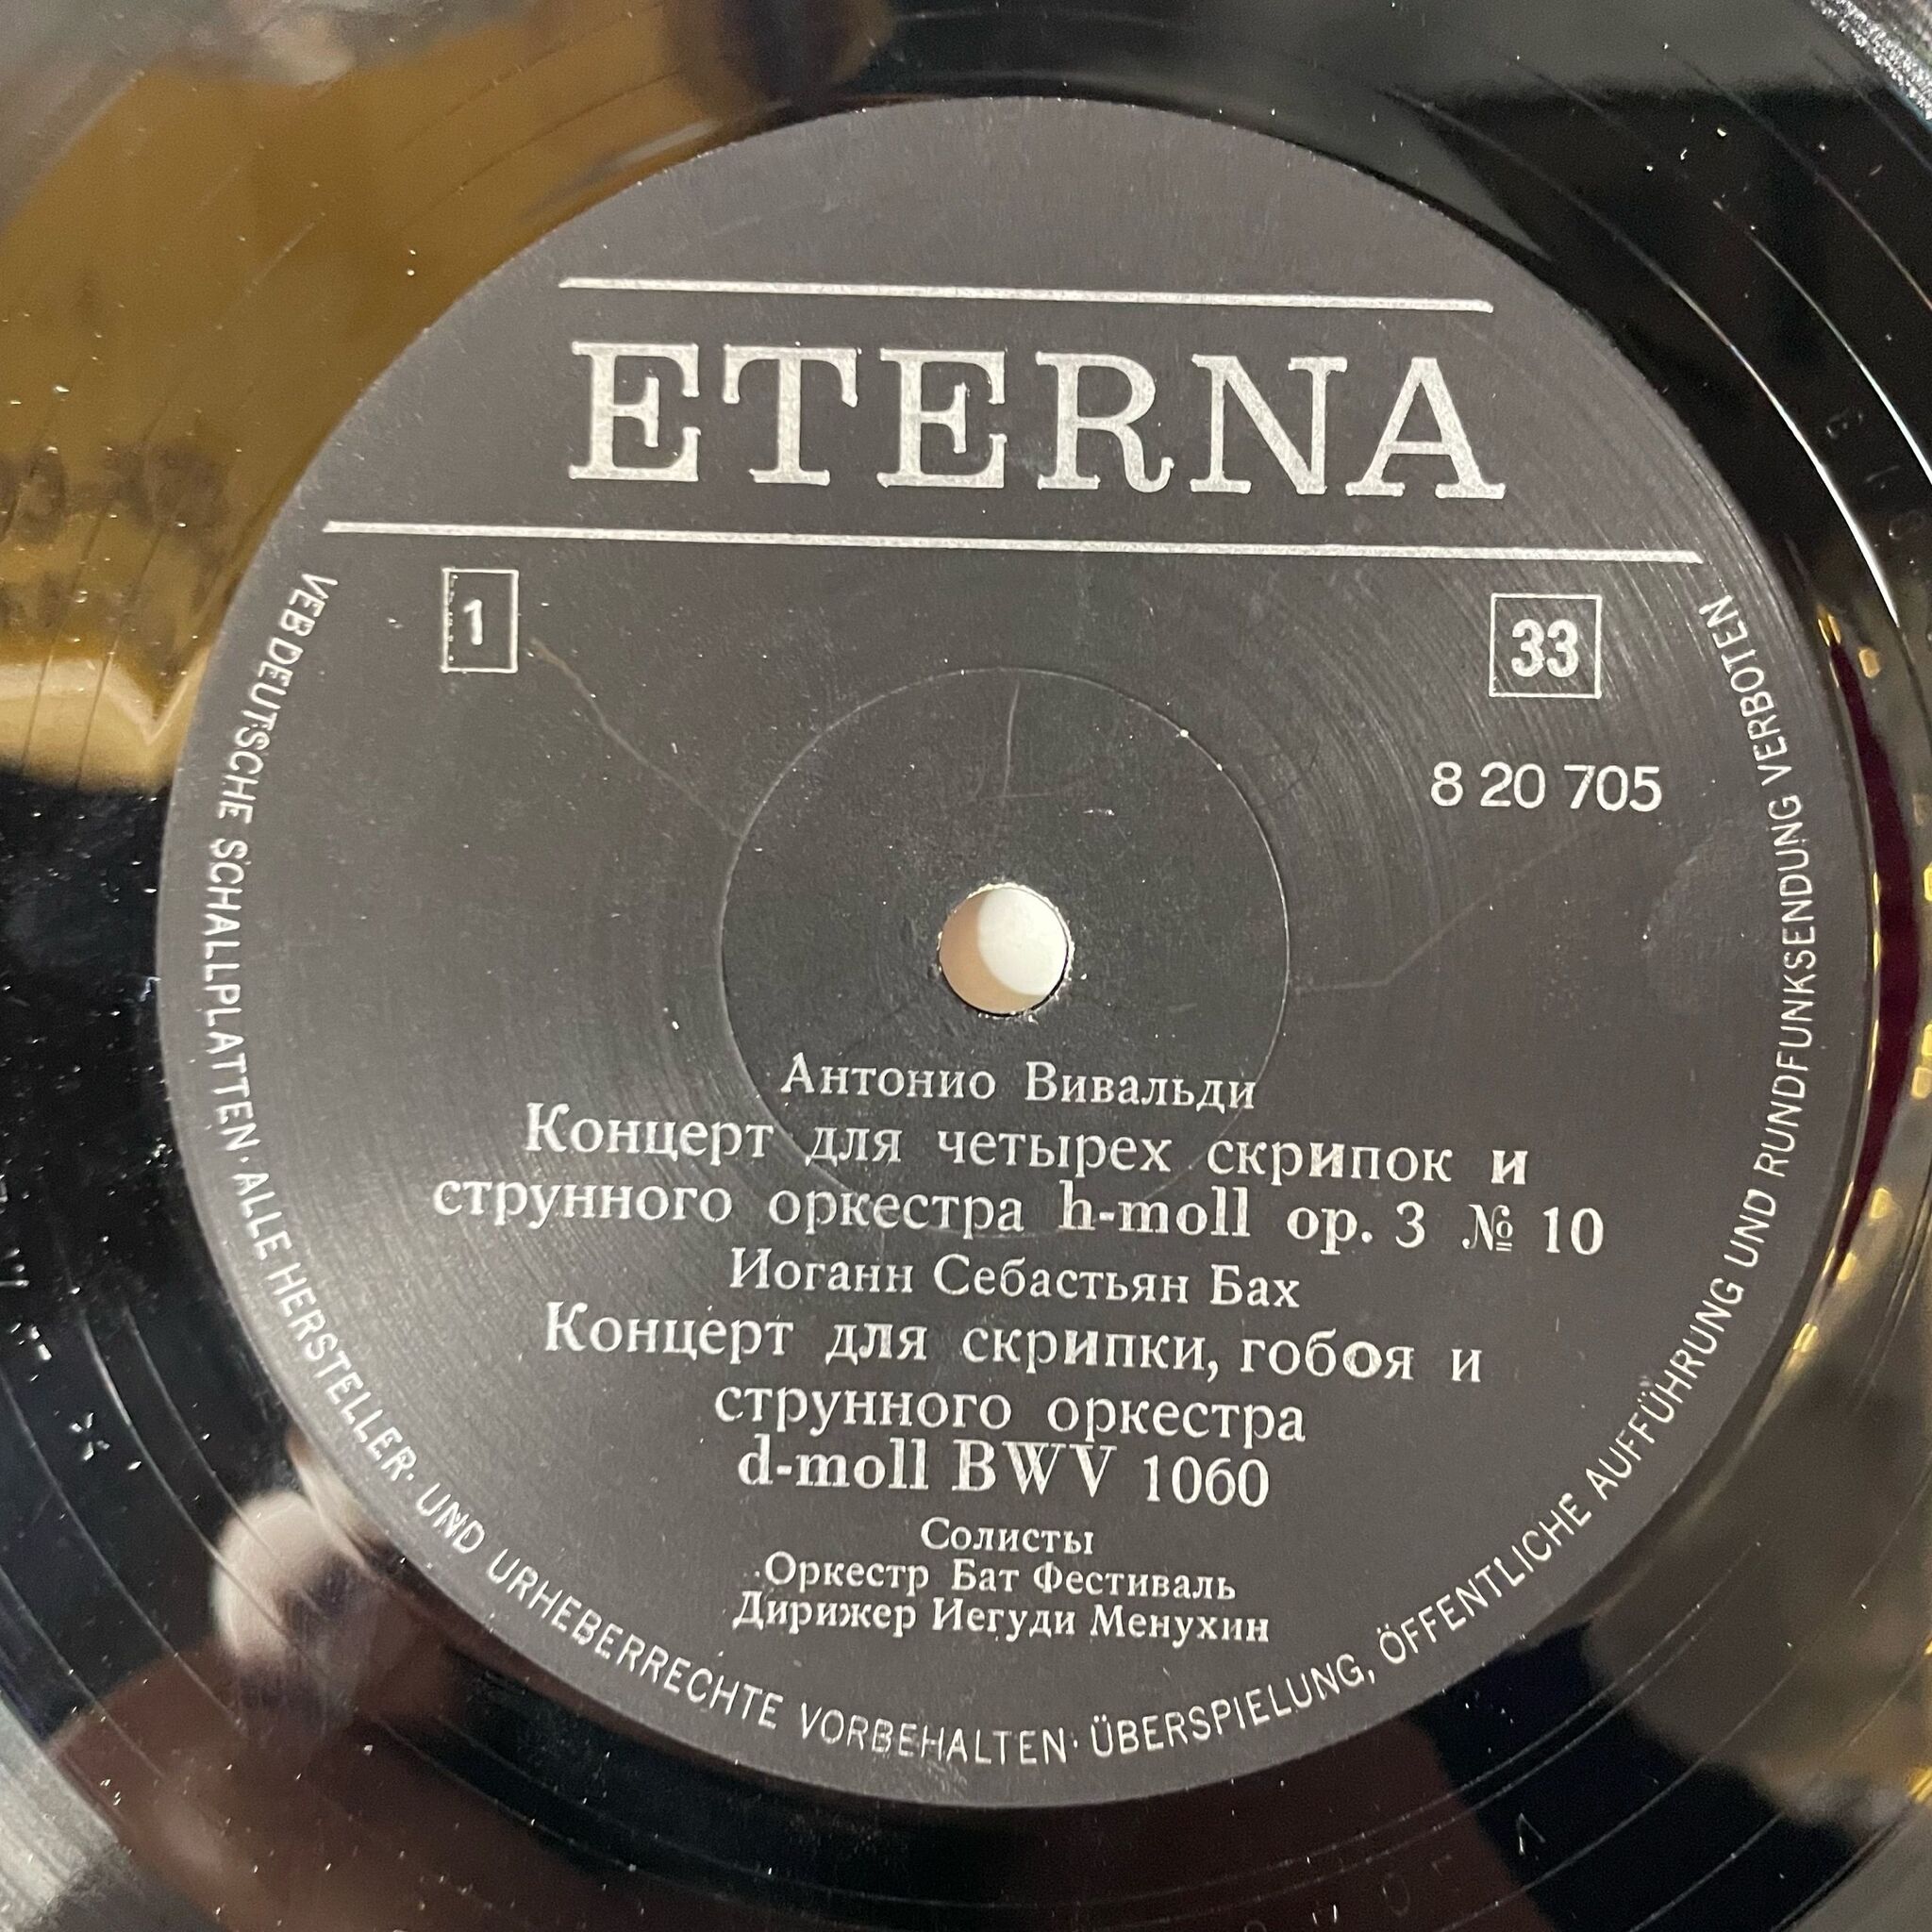 ETERNA
1
33
8 20 705
Антонио Вивальди
Концерт для четырех скрипок и
струнного оркестра h-moll op. 3 № 10
Иоганн Себастьян Бах
Концерт для скрипки, гобоя и
струнного оркестра
d-moll BWV 1060
Солисты
Оркестр Бат Фестиваль
Дирижер Иегуди Менухин
VEB DEUTSCHE SCHALLPLATTEN · ALLE HERSTELLER- UND URHEBERRECHTE VORBEHALTEN · ÜBERSPIELUNG, ÖFFENTLICHE AUFFÜHRUNG UND RUNDFUNKSENDUNG VERBOTEN